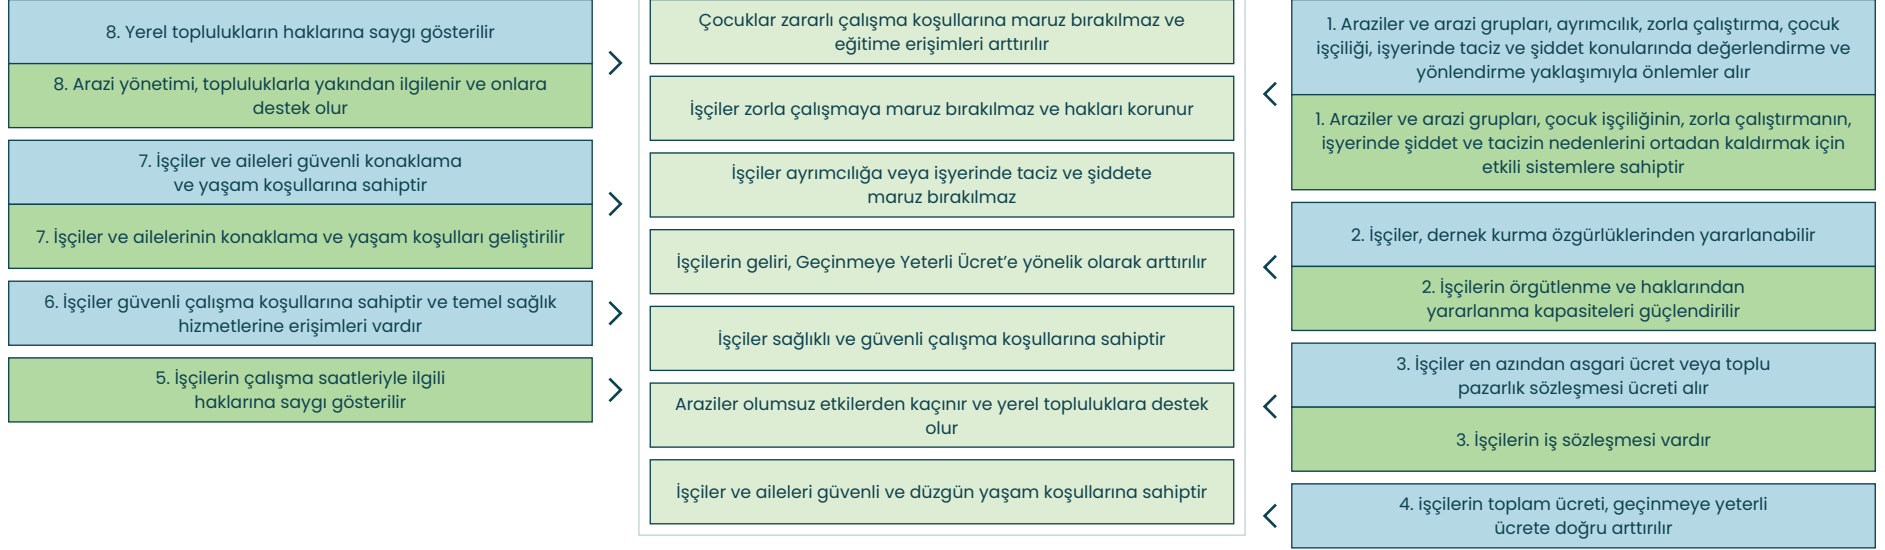 8. Yerel toplulukların haklarına saygı gösterilir
8. Arazi yönetimi, topluluklarla yakından ilgilenir ve onlara
destek olur
7. İşçiler ve aileleri güvenli konaklama
ve yaşam koşullarına sahiptir
7. İşçiler ve ailelerinin konaklama ve yaşam koşulları geliştirilir
6. İşçiler güvenli çalışma koşullarına sahiptir ve temel sağlık
hizmetlerine erişimleri vardır
5. İşçilerin çalışma saatleriyle ilgili
haklarına saygı gösterilir
Çocuklar zararlı çalışma koşullarına maruz bırakılmaz ve
eğitime erişimleri arttırılır
İşçiler zorla çalışmaya maruz bırakılmaz ve hakları korunur
İşçiler ayrımcılığa veya işyerinde taciz ve şiddete
maruz bırakılmaz
İşçilerin geliri, Geçinmeye Yeterli Ücret’e yönelik olarak arttırılır
İşçiler sağlıklı ve güvenli çalışma koşullarına sahiptir
Araziler olumsuz etkilerden kaçınır ve yerel topluluklara destek
olur
İşçiler ve aileleri güvenli ve düzgün yaşam koşullarına sahiptir
1. Araziler ve arazi grupları, ayrımcılık, zorla çalıştırma, çocuk
işçiliği, işyerinde taciz ve şiddet konularında değerlendirme ve
yönlendirme yaklaşımıyla önlemler alır
1. Araziler ve arazi grupları, çocuk işçiliğinin, zorla çalıştırmanın,
işyerinde şiddet ve tacizin nedenlerini ortadan kaldırmak için
etkili sistemlere sahiptir
2. İşçiler, dernek kurma özgürlüklerinden yararlanabilir
2. İşçilerin örgütlenme ve haklarından
yararlanma kapasiteleri güçlendirilir
3. İşçiler en azından asgari ücret veya toplu
pazarlık sözleşmesi ücreti alır
3. İşçilerin iş sözleşmesi vardır
4. işçilerin toplam ücreti, geçinmeye yeterli
ücrete doğru arttırılır